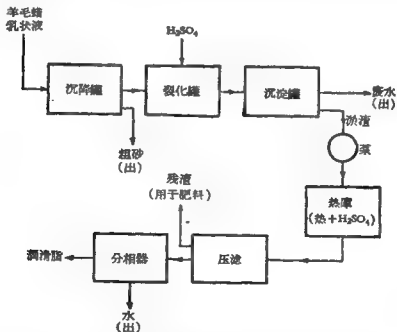 羊毛蜡
乳状液
H₂SO₄
沉降罐
裂化罐
沉淀罐
废水
(出)
粗砂
(出)
淤渣
泵
残渣
(用于肥料)
热库
(热+H₂SO₄)
润滑脂
分相器
压滤
水
(出)